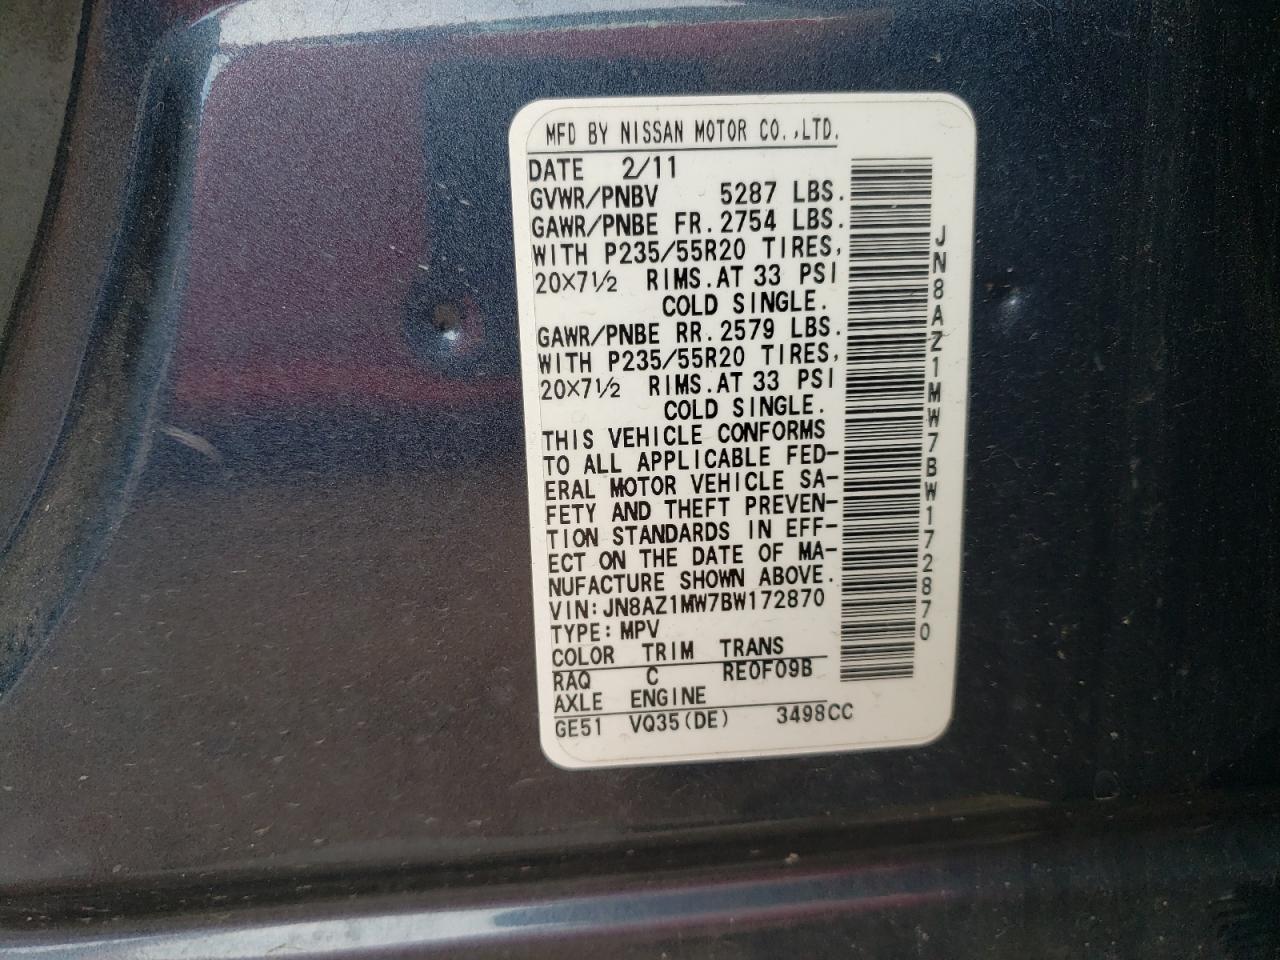 MFD BY NISSAN MOTOR CO.,LTD.
DATE 2/11
GVWR/PNBV 5287 LBS.
GAWR/PNBE FR. 2754 LBS.
WITH P235/55R20 TIRES,
20X7½ RIMS. AT 33 PSI
COLD SINGLE.
GAWR/PNBE RR. 2579 LBS.
WITH P235/55R20 TIRES,
20X7½ RIMS. AT 33 PSI
COLD SINGLE.
THIS VEHICLE CONFORMS
TO ALL APPLICABLE FED-
ERAL MOTOR VEHICLE SA-
FETY AND THEFT PREVEN-
TION STANDARDS IN EFF-
ECT ON THE DATE OF MA-
NUFACTURE SHOWN ABOVE.
VIN: JN8AZ1MW7BW172870
TYPE: MPV
COLOR TRIM TRANS
RAQ C RE0F09B
AXLE ENGINE
GE51 VQ35(DE) 3498CC
JN8AZ1MW7BW172870